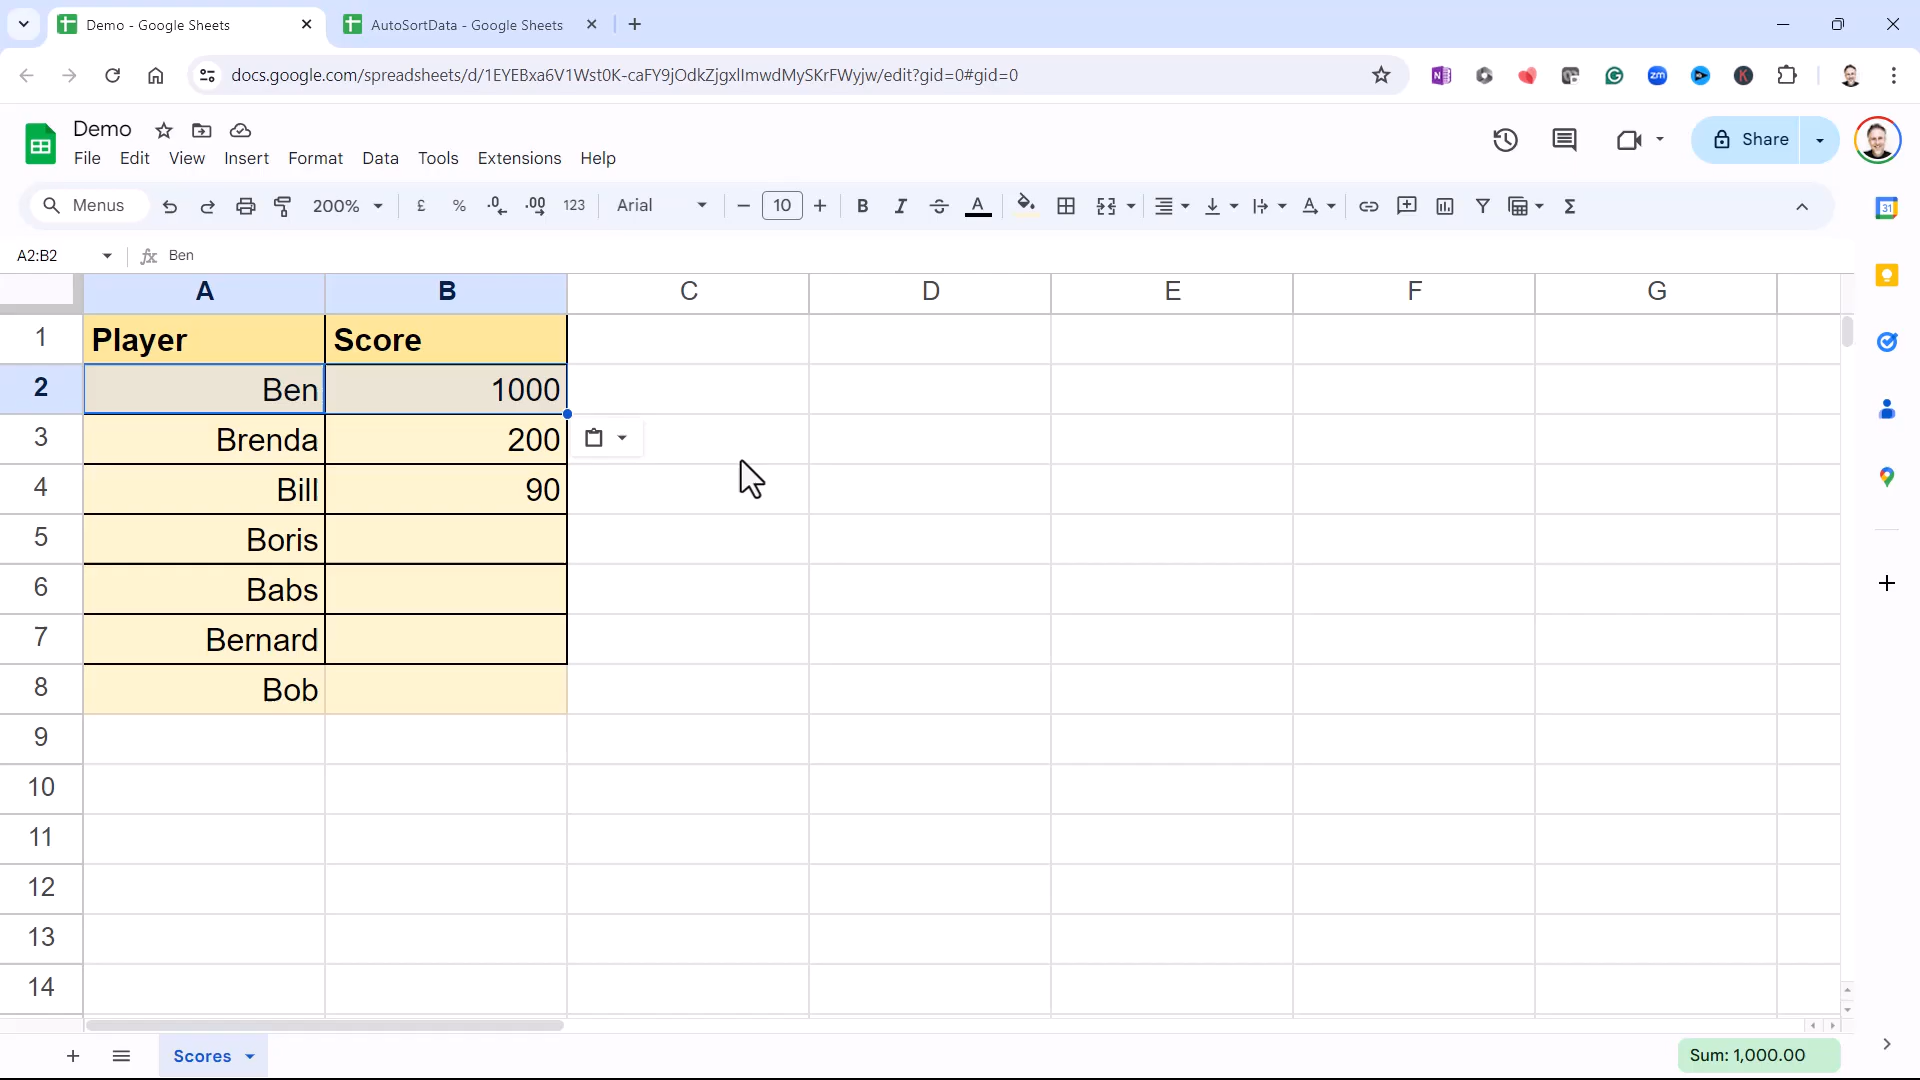 Demo - Google Sheets
AutoSortData - Google Sheets
docs.google.com/spreadsheets/d/1EYEBxa6V1Wst0K-caFY9jOdkZjgxlImwdMySKrFWyjw/edit?gid=0#gid=0
Demo
File Edit View Insert Format Data Tools Extensions Help
Share
Menus 200% £ % .0 .00 123 Arial 10 B I S A Σ
A2:B2 fx Ben
A B C D E F G
1 Player Score
2 Ben 1000
3 Brenda 200
4 Bill 90
5 Boris
6 Babs
7 Bernard
8 Bob
9
10
11
12
13
14
Scores
Sum: 1,000.00